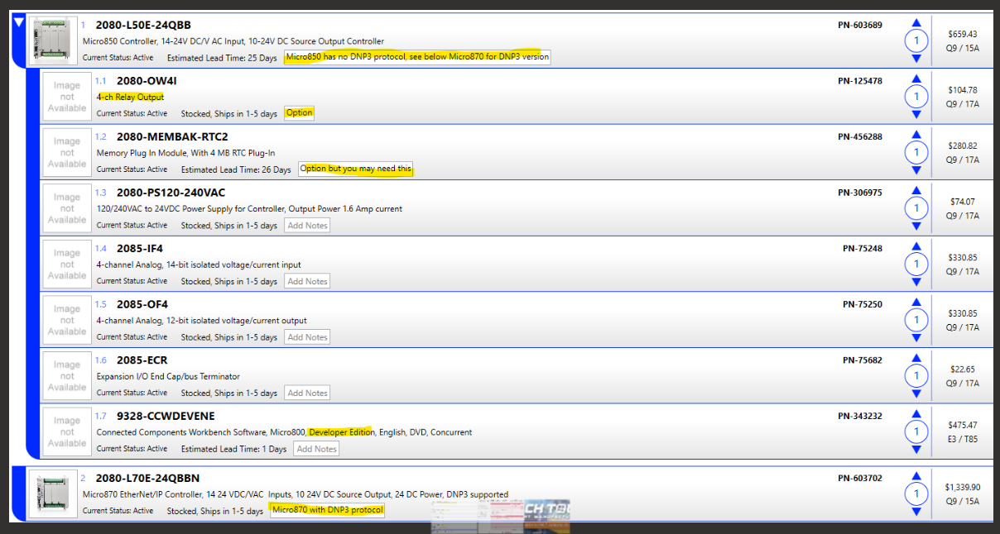 1 2080-L50E-24QBB PN-603689
Micro850 Controller, 14-24V DC/V AC Input, 10-24V DC Source Output Controller
Current Status: Active Estimated Lead Time: 25 Days Micro850 has no DNP3 protocol, see below Micro870 for DNP3 version
1
$659.43
Q9 / 15A
Image not Available
1.1 2080-OW4I PN-125478
4-ch Relay Output
Current Status: Active Stocked, Ships in 1-5 days Option
1
$104.78
Q9 / 17A
Image not Available
1.2 2080-MEMBAK-RTC2 PN-456288
Memory Plug In Module, With 4 MB RTC Plug-In
Current Status: Active Estimated Lead Time: 26 Days Option but you may need this
1
$280.82
Q9 / 17A
Image not Available
1.3 2080-PS120-240VAC PN-306975
120/240VAC to 24VDC Power Supply for Controller, Output Power 1.6 Amp current
Current Status: Active Stocked, Ships in 1-5 days Add Notes
1
$74.07
Q9 / 17A
Image not Available
1.4 2085-IF4 PN-75248
4-channel Analog, 14-bit isolated voltage/current input
Current Status: Active Stocked, Ships in 1-5 days Add Notes
1
$330.85
Q9 / 17A
Image not Available
1.5 2085-OF4 PN-75250
4-channel Analog, 12-bit isolated voltage/current output
Current Status: Active Stocked, Ships in 1-5 days Add Notes
1
$330.85
Q9 / 17A
Image not Available
1.6 2085-ECR PN-75682
Expansion I/O End Cap/bus Terminator
Current Status: Active Stocked, Ships in 1-5 days Add Notes
1
$22.65
Q9 / 17A
Image not Available
1.7 9328-CCWDEVENE PN-343232
Connected Components Workbench Software, Micro800, Developer Edition, English, DVD, Concurrent
Current Status: Active Estimated Lead Time: 1 Days Add Notes
1
$475.47
E3 / T85
2 2080-L70E-24QBBN PN-603702
Micro870 EtherNet/IP Controller, 14 24 VDC/VAC Inputs, 10 24V DC Source Output, 24 DC Power, DNP3 supported
Current Status: Active Stocked, Ships in 1-5 days Micro870 with DNP3 protocol
1
$1,339.90
Q9 / 15A